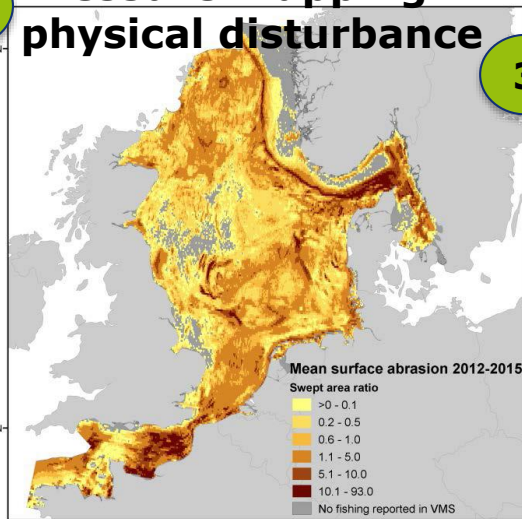 physical disturbance
3
Mean surface abrasion 2012-2015
Swept area ratio
>0 - 0.1
0.2 - 0.5
0.6 - 1.0
1.1 - 5.0
5.1 - 10.0
10.1 - 93.0
No fishing reported in VMS